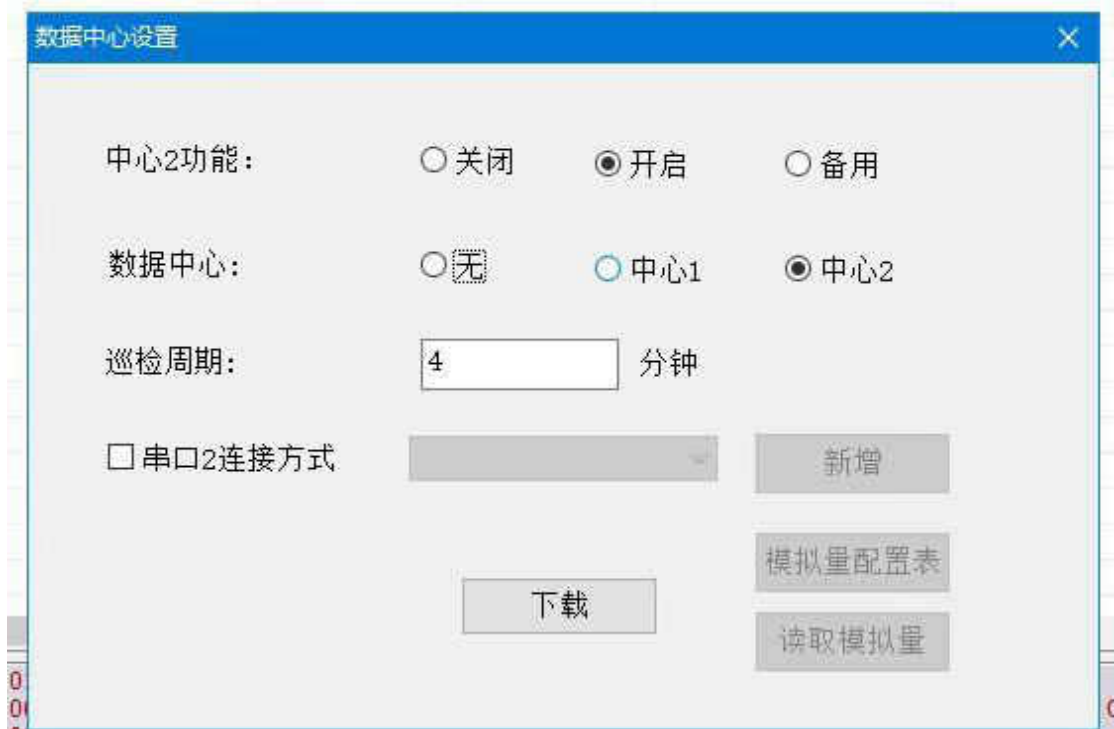 数据中心设置
中心2功能： 关闭 开启 备用
数据中心： 无 中心1 中心2
巡检周期： 4 分钟
串口2连接方式 新增
模拟量配置表
下载
读取模拟量
0